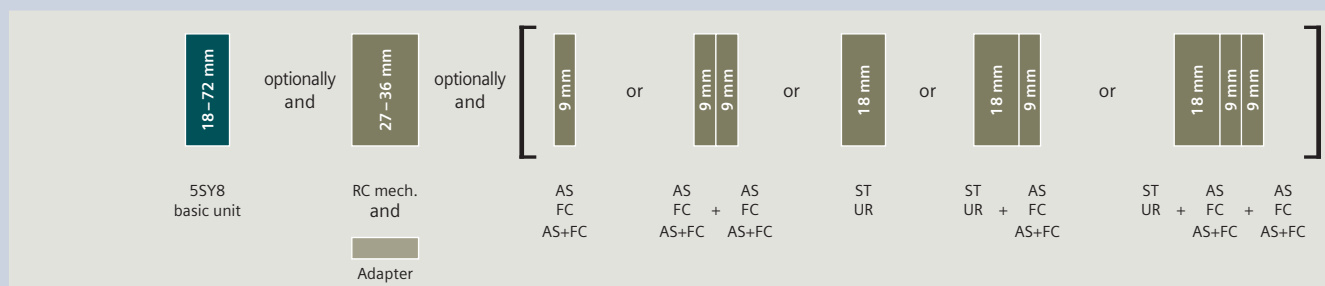 18–72 mm
optionally
and
27–36 mm
optionally
and
9 mm
or
9 mm
9 mm
or
18 mm
or
18 mm
9 mm
or
18 mm
9 mm
9 mm
5SY8
basic unit
RC mech.
and
Adapter
AS
FC
AS+FC
AS AS
FC + FC
AS+FC AS+FC
ST
UR
ST AS
UR + FC
AS+FC
ST AS AS
UR + FC + FC
AS+FC AS+FC